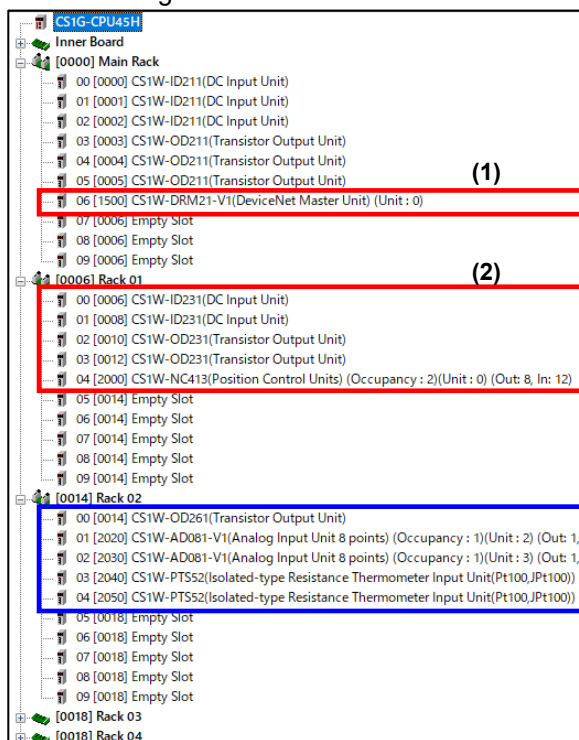 CS1G-CPU45H
Inner Board
[0000] Main Rack
00 [0000] CS1W-ID211(DC Input Unit)
01 [0001] CS1W-ID211(DC Input Unit)
02 [0002] CS1W-ID211(DC Input Unit)
03 [0003] CS1W-OD211(Transistor Output Unit)
04 [0004] CS1W-OD211(Transistor Output Unit)
05 [0005] CS1W-OD211(Transistor Output Unit)
(1)
06 [1500] CS1W-DRM21-V1(DeviceNet Master Unit) (Unit : 0)
07 [0006] Empty Slot
08 [0006] Empty Slot
09 [0006] Empty Slot
[0006] Rack 01
(2)
00 [0006] CS1W-ID231(DC Input Unit)
01 [0008] CS1W-ID231(DC Input Unit)
02 [0010] CS1W-OD231(Transistor Output Unit)
03 [0012] CS1W-OD231(Transistor Output Unit)
04 [2000] CS1W-NC413(Position Control Units) (Occupancy : 2)(Unit : 0) (Out: 8, In: 12)
05 [0014] Empty Slot
06 [0014] Empty Slot
07 [0014] Empty Slot
08 [0014] Empty Slot
09 [0014] Empty Slot
[0014] Rack 02
00 [0014] CS1W-OD261(Transistor Output Unit)
01 [2020] CS1W-AD081-V1(Analog Input Unit 8 points) (Occupancy : 1)(Unit : 2) (Out: 1,
02 [2030] CS1W-AD081-V1(Analog Input Unit 8 points) (Occupancy : 1)(Unit : 3) (Out: 1,
03 [2040] CS1W-PTS52(Isolated-type Resistance Thermometer Input Unit(Pt100,JPt100))
04 [2050] CS1W-PTS52(Isolated-type Resistance Thermometer Input Unit(Pt100,JPt100))
05 [0018] Empty Slot
06 [0018] Empty Slot
07 [0018] Empty Slot
08 [0018] Empty Slot
09 [0018] Empty Slot
[0018] Rack 03
[0018] Rack 04